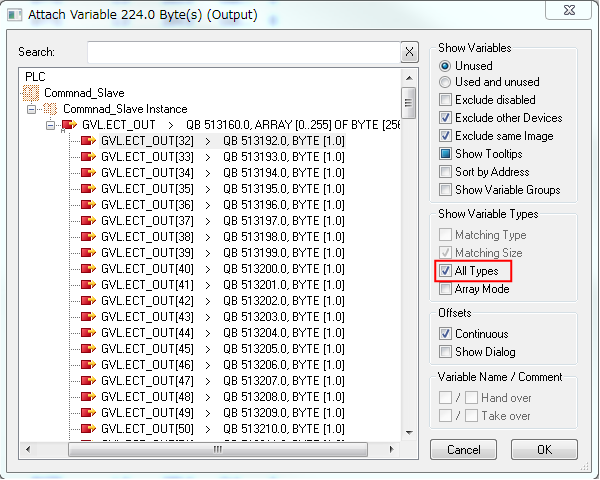 Attach Variable 224.0 Byte(s) (Output)
Search:
X
PLC
Commnad_Slave
Commnad_Slave Instance
GVL.ECT_OUT > QB 513160.0, ARRAY [0..255] OF BYTE [256
GVL.ECT_OUT[32] > QB 513192.0, BYTE [1.0]
GVL.ECT_OUT[33] > QB 513193.0, BYTE [1.0]
GVL.ECT_OUT[34] > QB 513194.0, BYTE [1.0]
GVL.ECT_OUT[35] > QB 513195.0, BYTE [1.0]
GVL.ECT_OUT[36] > QB 513196.0, BYTE [1.0]
GVL.ECT_OUT[37] > QB 513197.0, BYTE [1.0]
GVL.ECT_OUT[38] > QB 513198.0, BYTE [1.0]
GVL.ECT_OUT[39] > QB 513199.0, BYTE [1.0]
GVL.ECT_OUT[40] > QB 513200.0, BYTE [1.0]
GVL.ECT_OUT[41] > QB 513201.0, BYTE [1.0]
GVL.ECT_OUT[42] > QB 513202.0, BYTE [1.0]
GVL.ECT_OUT[43] > QB 513203.0, BYTE [1.0]
GVL.ECT_OUT[44] > QB 513204.0, BYTE [1.0]
GVL.ECT_OUT[45] > QB 513205.0, BYTE [1.0]
GVL.ECT_OUT[46] > QB 513206.0, BYTE [1.0]
GVL.ECT_OUT[47] > QB 513207.0, BYTE [1.0]
GVL.ECT_OUT[48] > QB 513208.0, BYTE [1.0]
GVL.ECT_OUT[49] > QB 513209.0, BYTE [1.0]
GVL.ECT_OUT[50] > QB 513210.0, BYTE [1.0]
Show Variables
Unused
Used and unused
Exclude disabled
Exclude other Devices
Exclude same Image
Show Tooltips
Sort by Address
Show Variable Groups
Show Variable Types
Matching Type
Matching Size
All Types
Array Mode
Offsets
Continuous
Show Dialog
Variable Name / Comment
/ Hand over
/ Take over
Cancel
OK